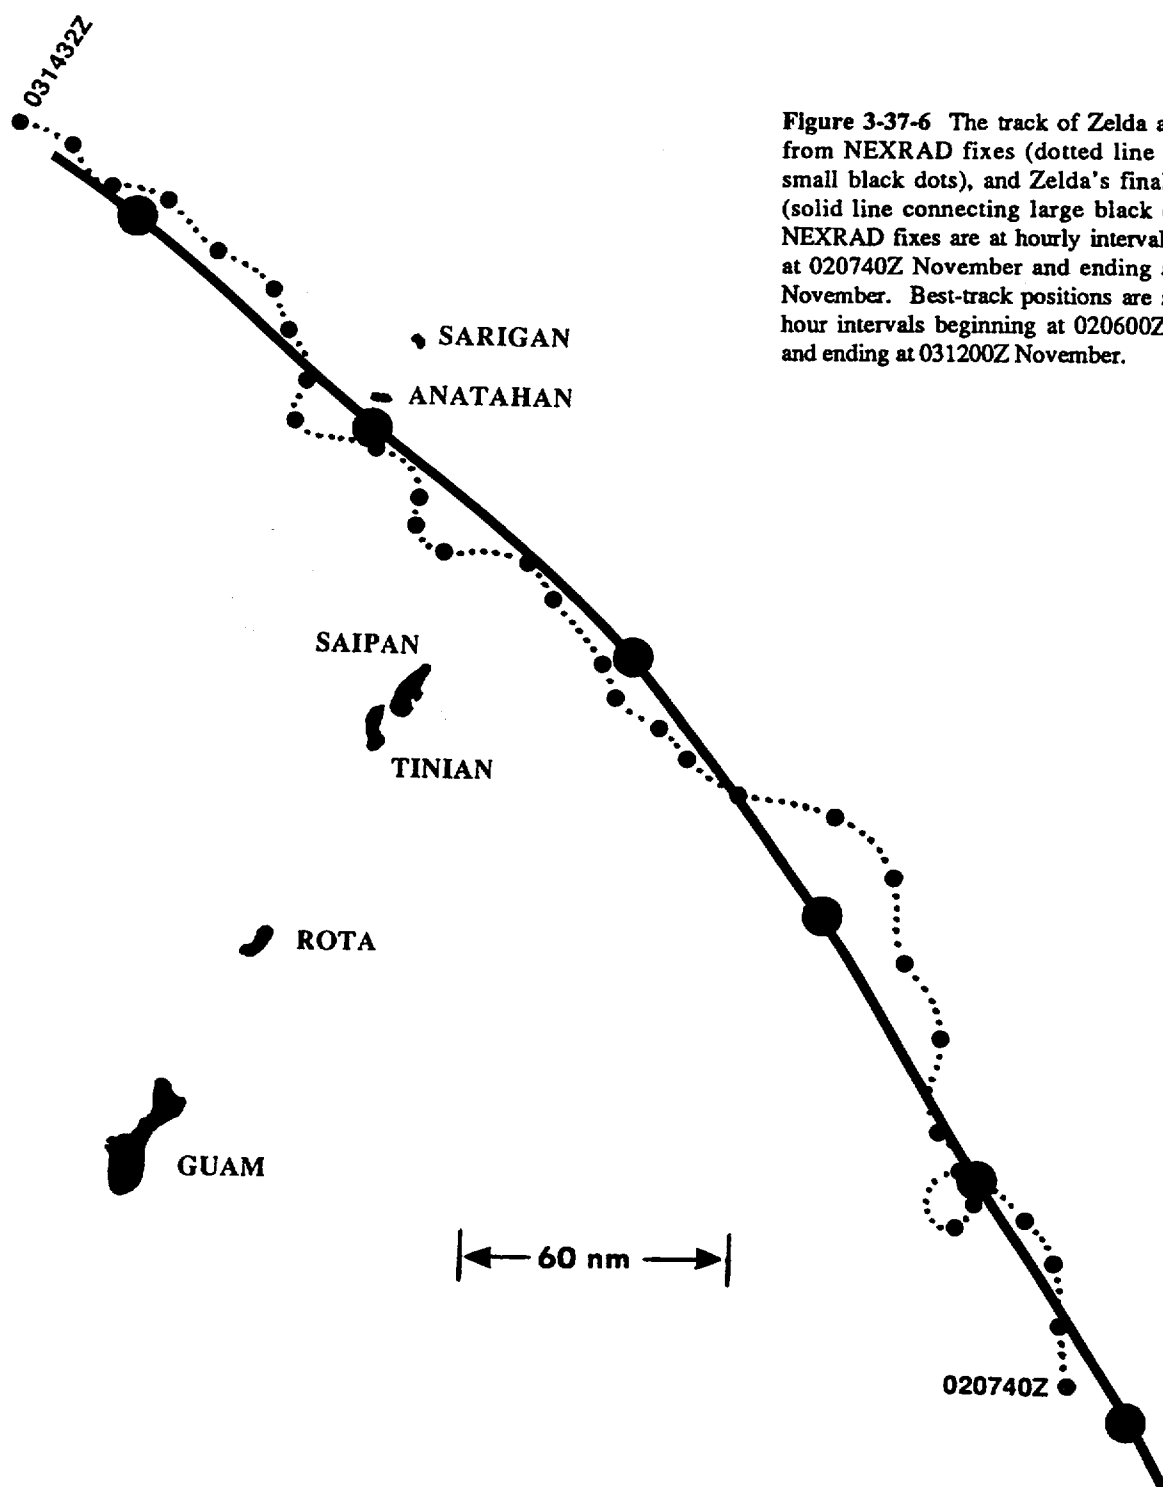 031432Z
Figure 3-37-6 The track of Zelda a
from NEXRAD fixes (dotted line
small black dots), and Zelda's final
(solid line connecting large black
NEXRAD fixes are at hourly interval
at 020740Z November and ending
November. Best-track positions are
hour intervals beginning at 020600Z
and ending at 031200Z November.
SARIGAN
ANATAHAN
SAIPAN
TINIAN
ROTA
GUAM
60 nm
020740Z